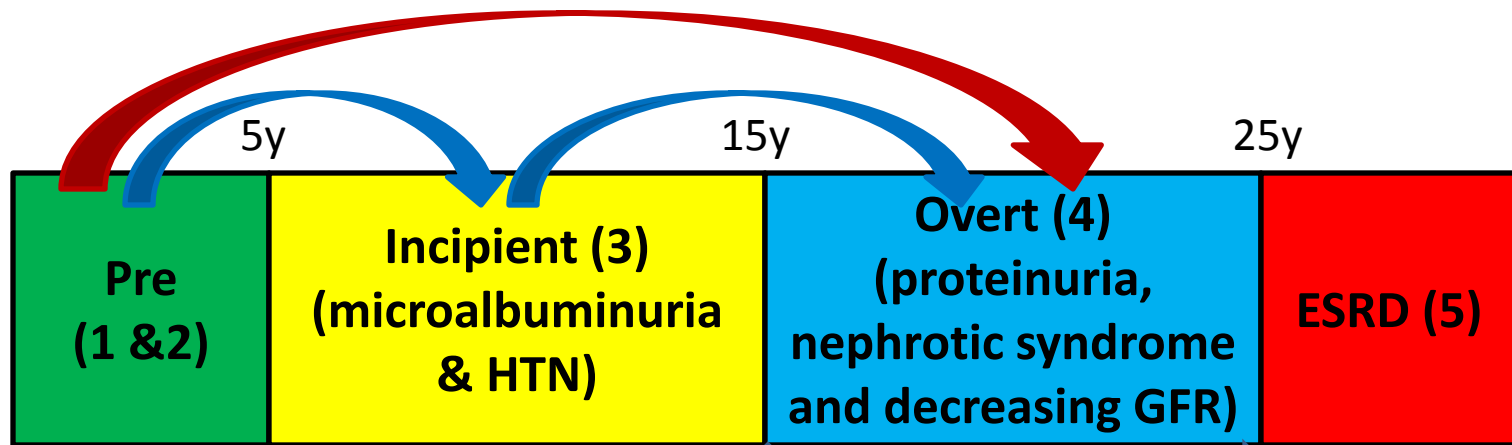 5y
15y
25y
Pre
(1 &2)
Incipient (3)
(microalbuminuria
& HTN)
Overt (4)
(proteinuria,
nephrotic syndrome
and decreasing GFR)
ESRD (5)